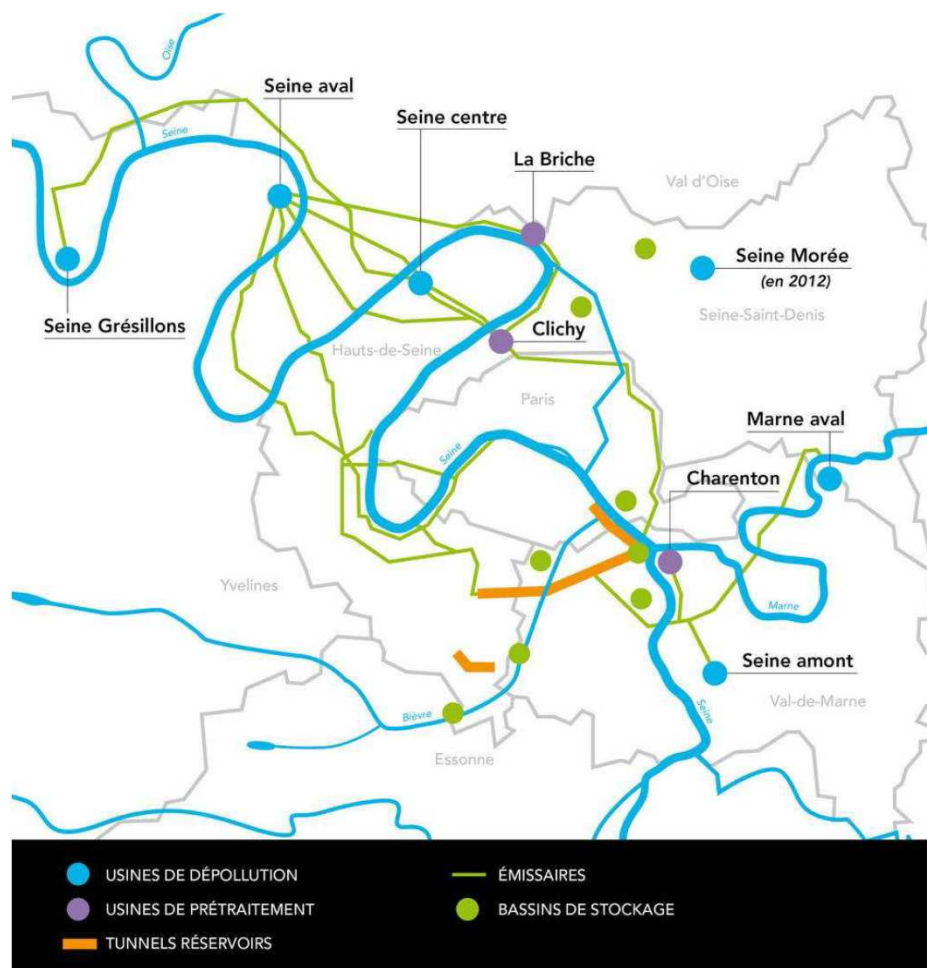 Oise
Seine aval
Seine centre
Seine
La Briche
Val d'Oise
Seine Morée
(en 2012)
Seine Grésillons
Seine-Saint-Denis
Clichy
Hauts-de-Seine
Paris
Marne aval
Seine
Charenton
Yvelines
Marne
Seine amont
Seine
Val-de-Marne
Bièvre
Essonne
USINES DE DÉPOLLUTION
ÉMISSAIRES
USINES DE PRÉTRAITEMENT
BASSINS DE STOCKAGE
TUNNELS RÉSERVOIRS